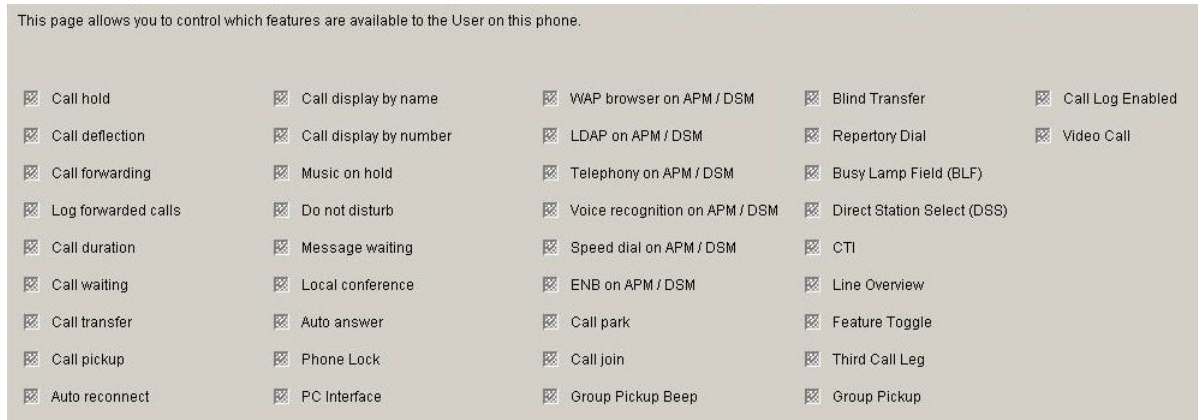 This page allows you to control which features are available to the User on this phone.
Call hold
Call display by name
WAP browser on APM / DSM
Blind Transfer
Call Log Enabled
Call deflection
Call display by number
LDAP on APM / DSM
Repertory Dial
Video Call
Call forwarding
Music on hold
Telephony on APM / DSM
Busy Lamp Field (BLF)
Log forwarded calls
Do not disturb
Voice recognition on APM / DSM
Direct Station Select (DSS)
Call duration
Message waiting
Speed dial on APM / DSM
CTI
Call waiting
Local conference
ENB on APM / DSM
Line Overview
Call transfer
Auto answer
Call park
Feature Toggle
Call pickup
Phone Lock
Call join
Third Call Leg
Auto reconnect
PC Interface
Group Pickup Beep
Group Pickup